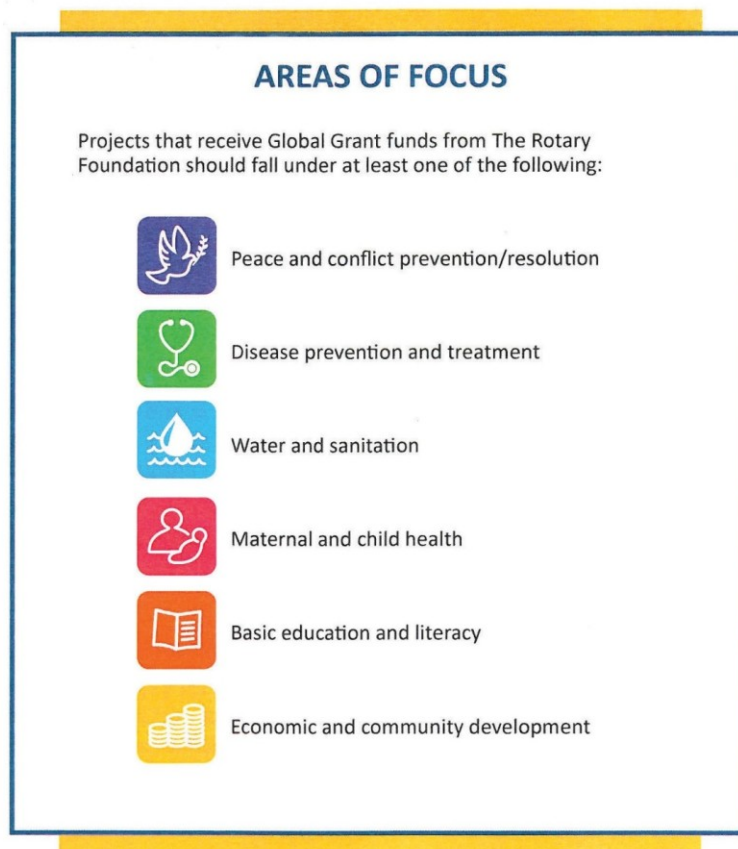 AREAS OF FOCUS
Projects that receive Global Grant funds from The Rotary
Foundation should fall under at least one of the following:
Peace and conflict prevention/resolution
Disease prevention and treatment
Water and sanitation
Maternal and child health
Basic education and literacy
Economic and community development